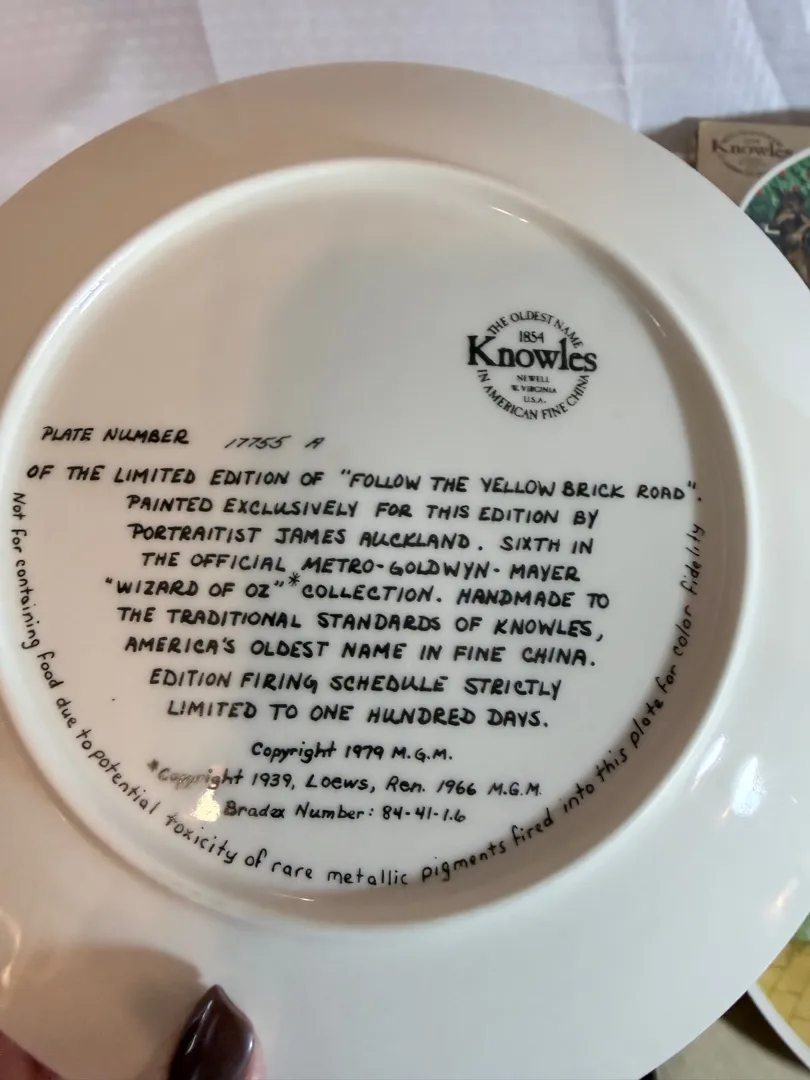 Knowles
THE OLDEST NAME
1854
Knowles
NEWELL
W. VIRGINIA
U.S.A.
IN AMERICAN FINE CHINA
PLATE NUMBER 17755 A
OF THE LIMITED EDITION OF "FOLLOW THE YELLOW BRICK ROAD".
PAINTED EXCLUSIVELY FOR THIS EDITION BY
PORTRAITIST JAMES AUCKLAND. SIXTH IN
THE OFFICIAL METRO-GOLDWYN-MAYER
"WIZARD OF OZ"* COLLECTION. HANDMADE TO
THE TRADITIONAL STANDARDS OF KNOWLES,
AMERICA'S OLDEST NAME IN FINE CHINA.
EDITION FIRING SCHEDULE STRICTLY
LIMITED TO ONE HUNDRED DAYS.
Copyright 1979 M.G.M.
*Copyright 1939, Loews, Ren. 1966 M.G.M.
Bradex Number: 84-41-1.6
Not for containing food due to potential toxicity of rare metallic pigments fired into this plate for color fidelity